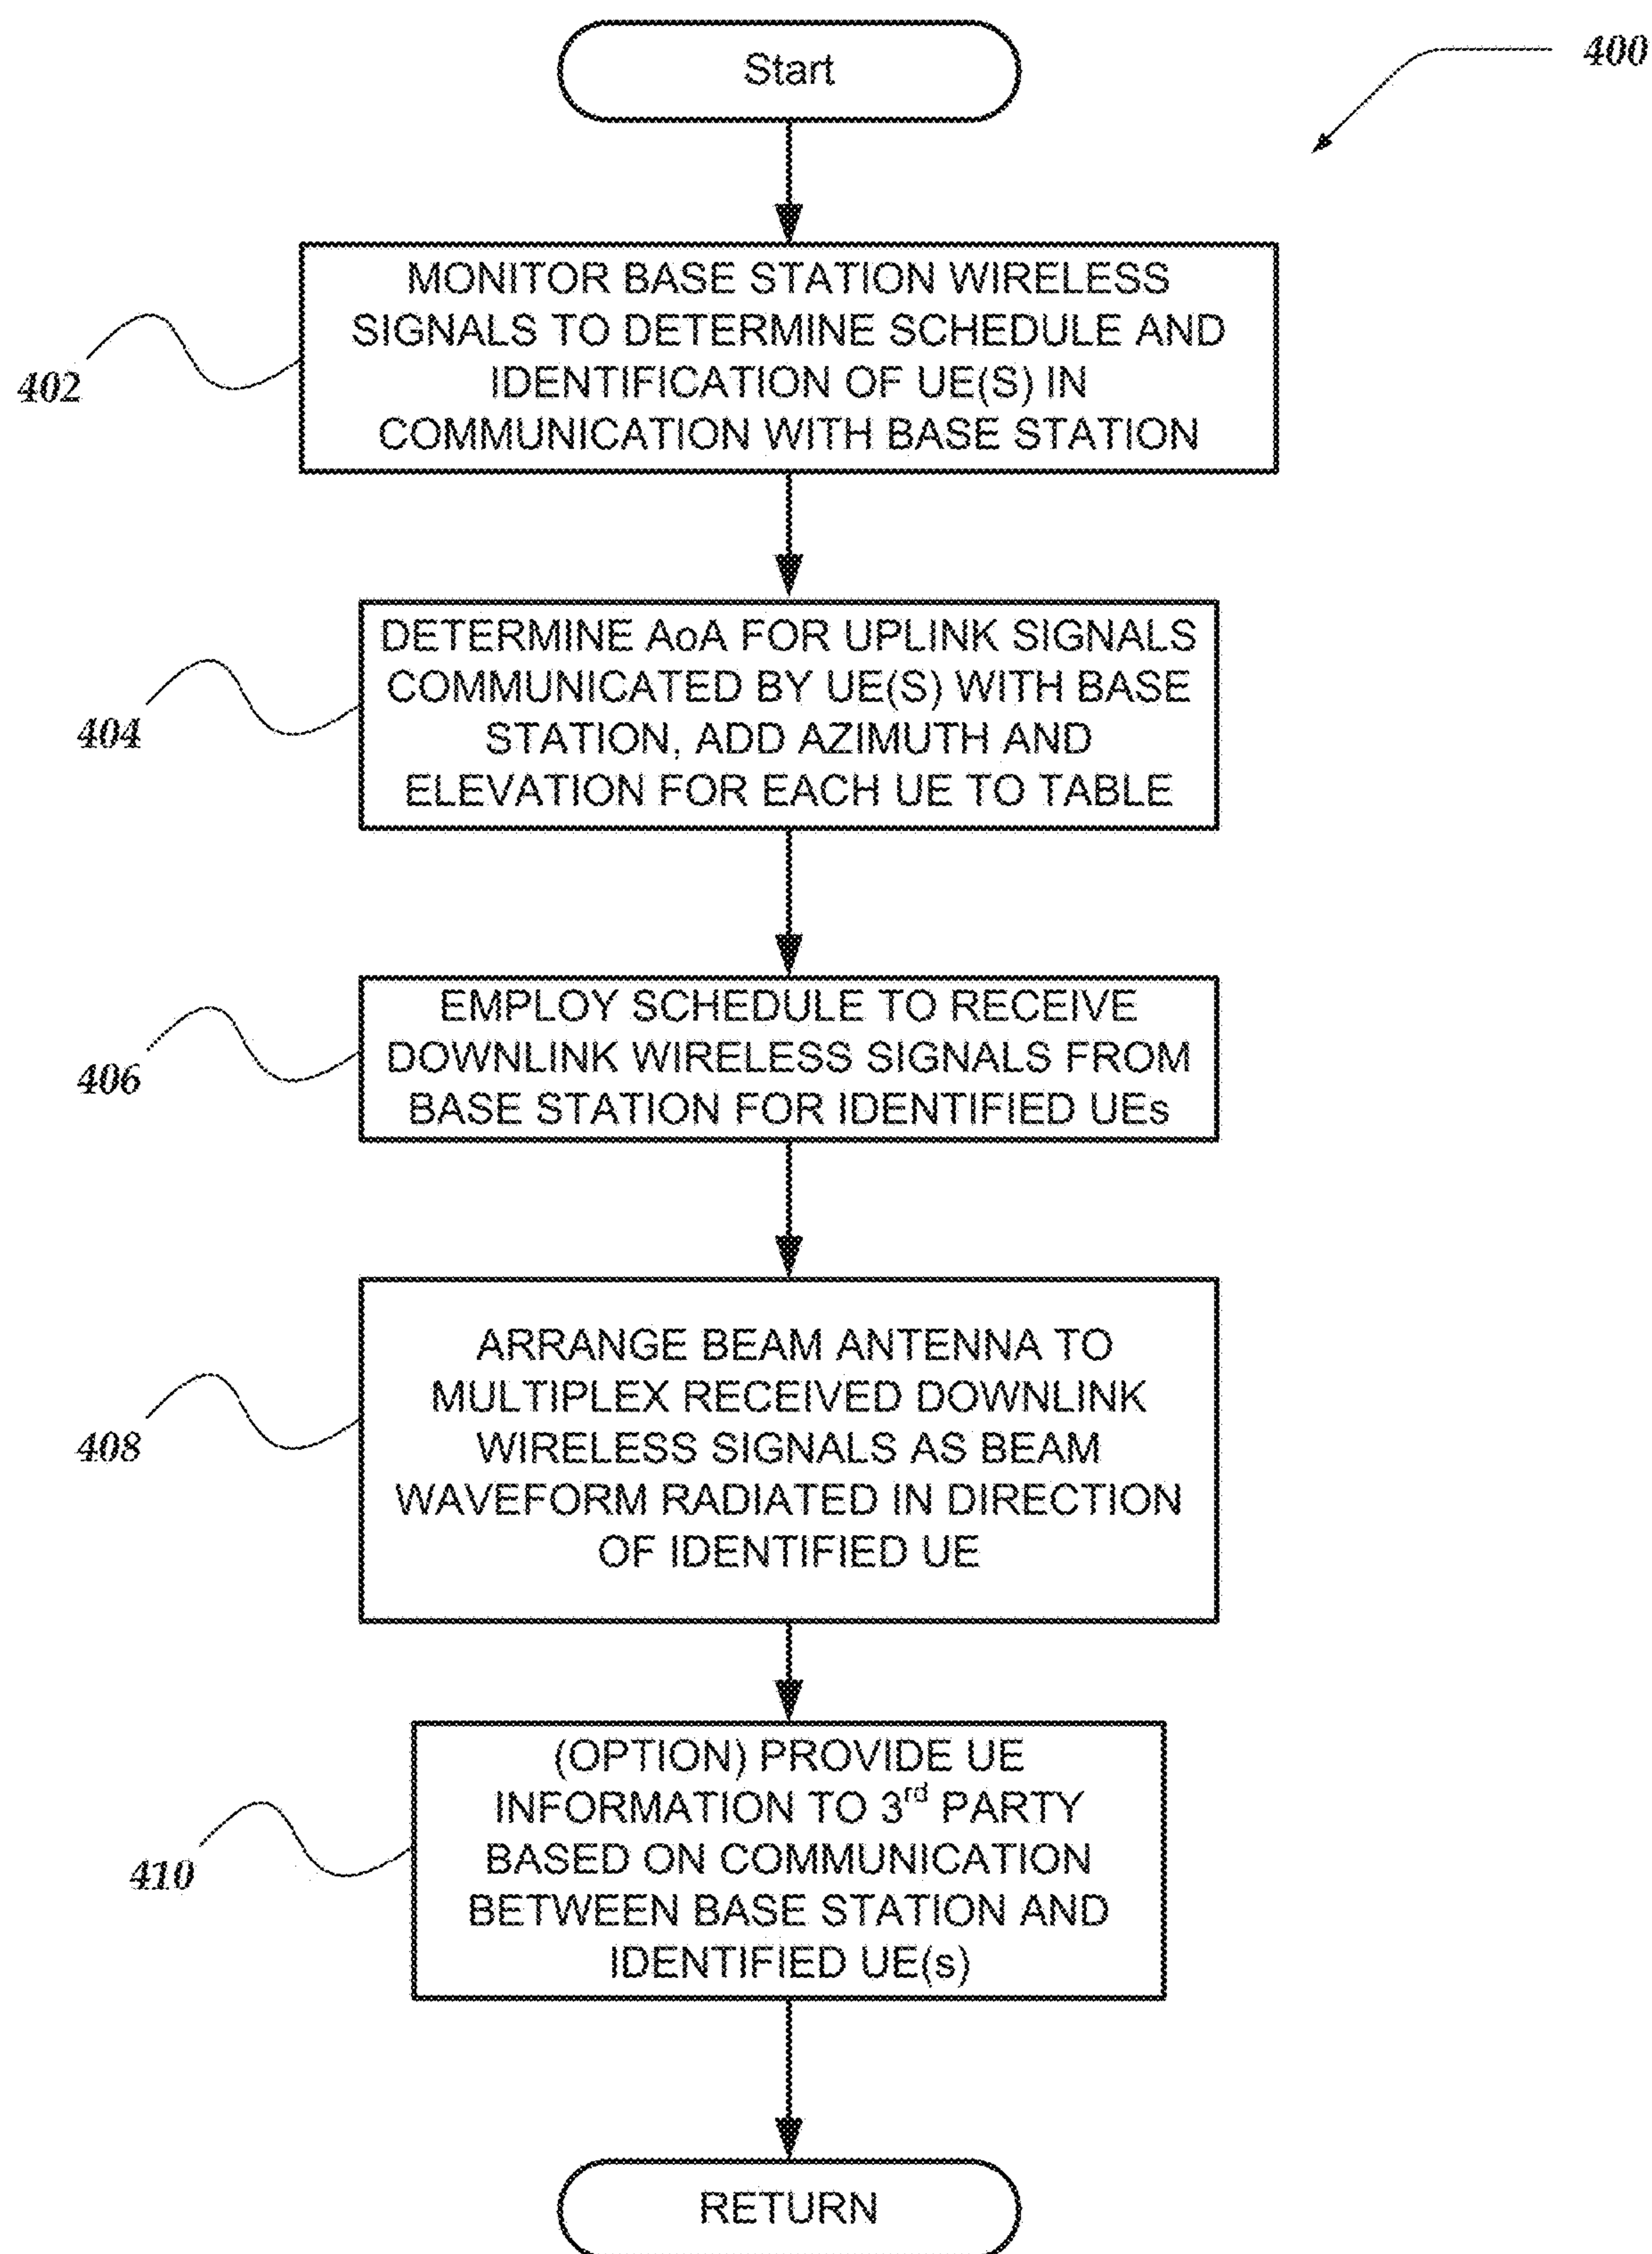 Start
400
MONITOR BASE STATION WIRELESS
SIGNALS TO DETERMINE SCHEDULE AND
IDENTIFICATION OF UE(S) IN
COMMUNICATION WITH BASE STATION
402
DETERMINE AoA FOR UPLINK SIGNALS
COMMUNICATED BY UE(S) WITH BASE
STATION, ADD AZIMUTH AND
ELEVATION FOR EACH UE TO TABLE
404
EMPLOY SCHEDULE TO RECEIVE
DOWNLINK WIRELESS SIGNALS FROM
BASE STATION FOR IDENTIFIED UEs
406
ARRANGE BEAM ANTENNA TO
MULTIPLEX RECEIVED DOWNLINK
WIRELESS SIGNALS AS BEAM
WAVEFORM RADIATED IN DIRECTION
OF IDENTIFIED UE
408
(OPTION) PROVIDE UE
INFORMATION TO 3rd PARTY
BASED ON COMMUNICATION
BETWEEN BASE STATION AND
IDENTIFIED UE(s)
410
RETURN